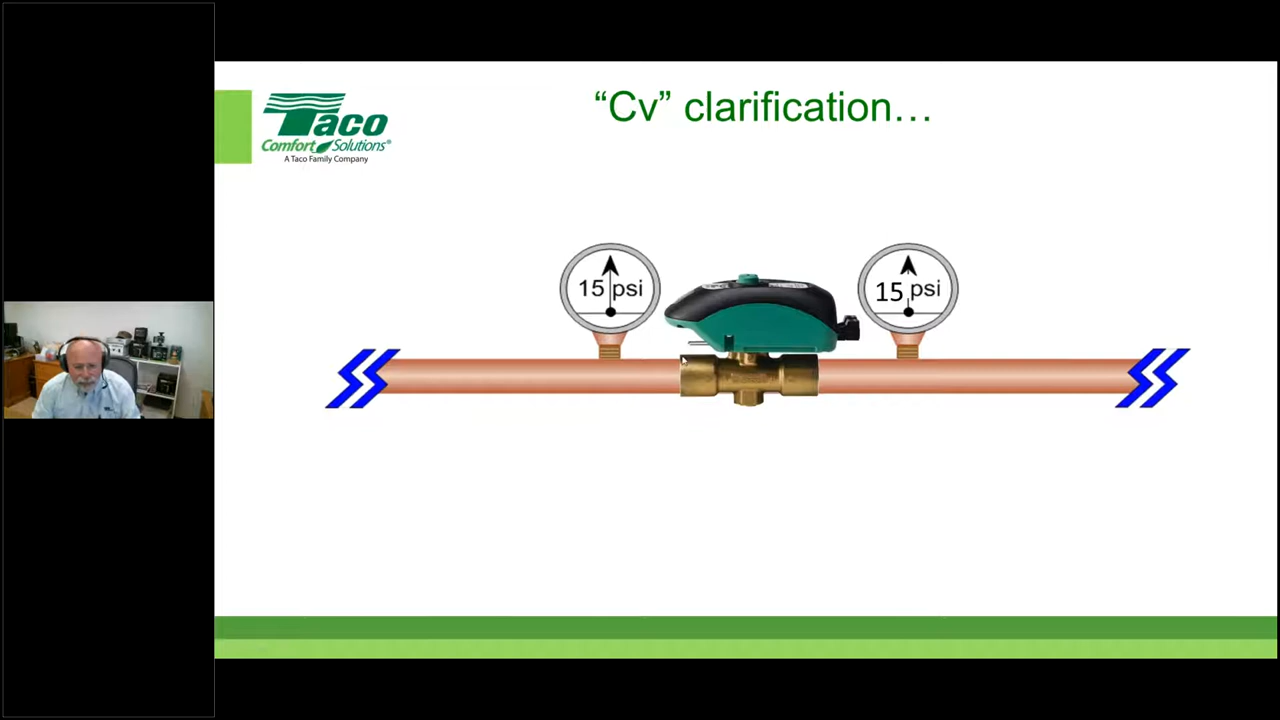 “Cv” clarification…
Taco
Comfort Solutions®
A Taco Family Company
15 psi
15 psi